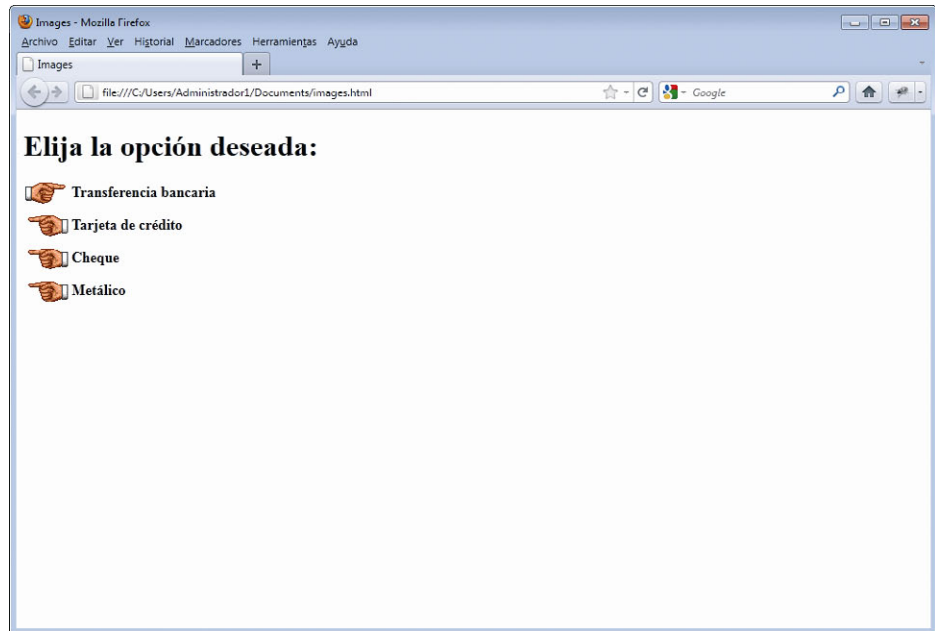 Images - Mozilla Firefox
Archivo Editar Ver Historial Marcadores Herramientas Ayuda
Images
file:///C:/Users/Administrador1/Documents/images.html
Google
Elija la opción deseada:
Transferencia bancaria
Tarjeta de crédito
Cheque
Metálico